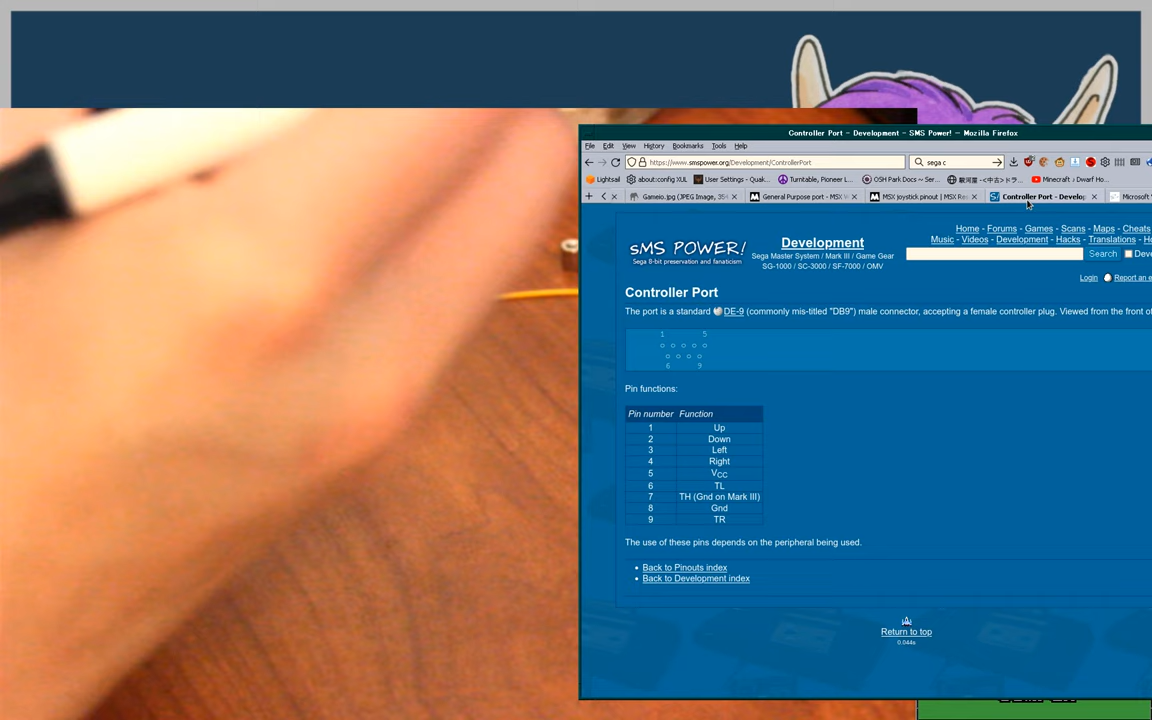 Controller Port - Development - SMS Power! — Mozilla Firefox
File Edit View History Bookmarks Tools Help
https://www.smspower.org/Development/ControllerPort
sega c
Lightsail about:config XUL User Settings - Quak... Turntable, Pioneer L... OSH Park Docs ~ Ser... Minecraft ♪ Dwarf Ho...
Gameio.jpg (JPEG Image, 35 General Purpose port - MSX MSX joystick pinout | MSX Re Controller Port - Develop Microsoft
SMS POWER!
Sega 8-bit preservation and fanaticism
Development
Sega Master System / Mark III / Game Gear
SG-1000 / SC-3000 / SF-7000 / OMV
Home - Forums - Games - Scans - Maps - Cheats
Music - Videos - Development - Hacks - Translations - H
Search
Login Report an e
Controller Port
The port is a standard DE-9 (commonly mis-titled "DB9") male connector, accepting a female controller plug. Viewed from the front of
1 5
6 9
Pin functions:
Pin number Function
1 Up
2 Down
3 Left
4 Right
5 VCC
6 TL
7 TH (Gnd on Mark III)
8 Gnd
9 TR
The use of these pins depends on the peripheral being used.
Back to Pinouts index
Back to Development index
Return to top
0.044s